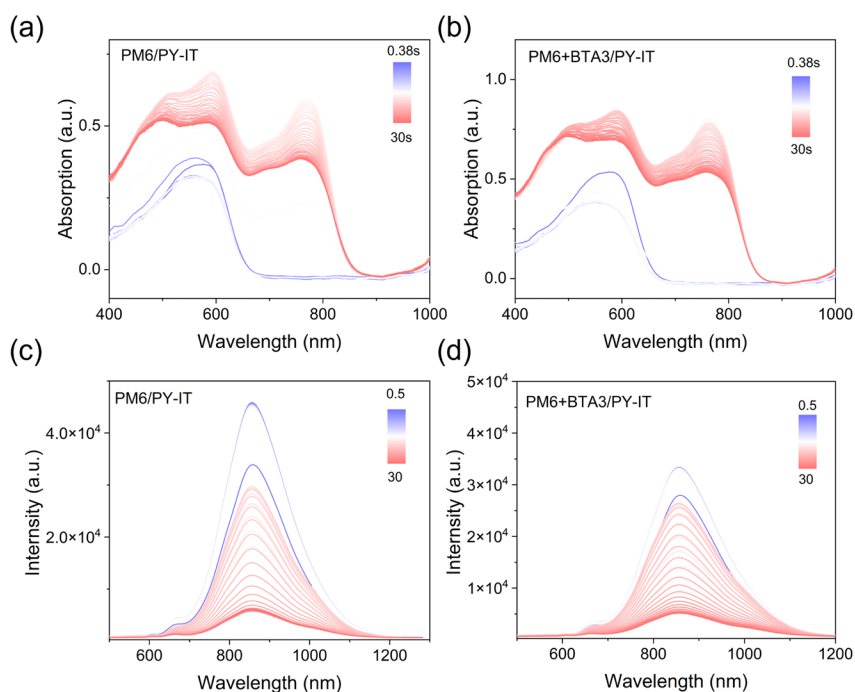 (a)
PM6/PY-IT
0.38s
30s
0.5
0.0
Absorption (a.u.)
400
600
800
1000
Wavelength (nm)
(b)
PM6+BTA3/PY-IT
0.38s
30s
1.0
0.5
0.0
Absorption (a.u.)
400
600
800
1000
Wavelength (nm)
(c)
PM6/PY-IT
0.5
30
4.0×10⁴
2.0×10⁴
Internsity (a.u.)
600
800
1000
1200
Wavelength (nm)
(d)
PM6+BTA3/PY-IT
0.5
30
5×10⁴
4×10⁴
3×10⁴
2×10⁴
1×10⁴
Internsity (a.u.)
600
800
1000
1200
Wavelength (nm)